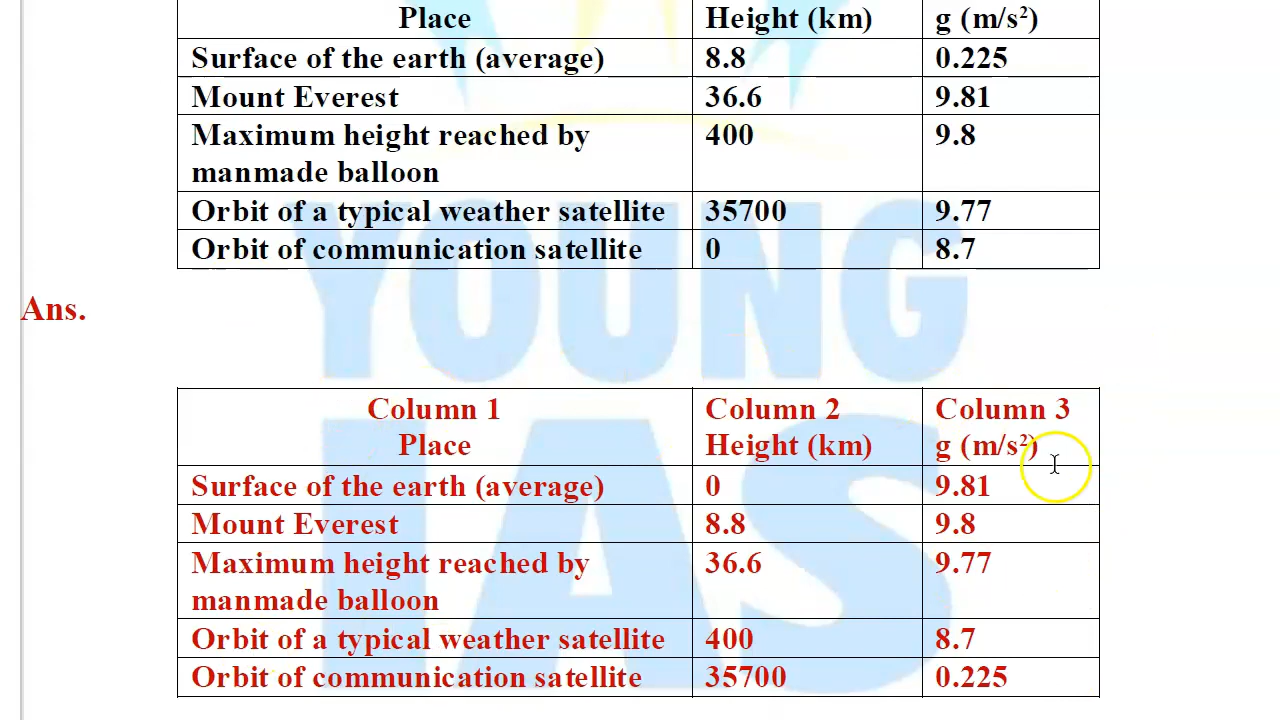 Place Height (km) g (m/s²)
Surface of the earth (average) 8.8 0.225
Mount Everest 36.6 9.81
Maximum height reached by 400 9.8
manmade balloon
Orbit of a typical weather satellite 35700 9.77
Orbit of communication satellite 0 8.7
Ans.
YOUNG
IAS
Column 1 Column 2 Column 3
Place Height (km) g (m/s²)
Surface of the earth (average) 0 9.81
Mount Everest 8.8 9.8
Maximum height reached by 36.6 9.77
manmade balloon
Orbit of a typical weather satellite 400 8.7
Orbit of communication satellite 35700 0.225